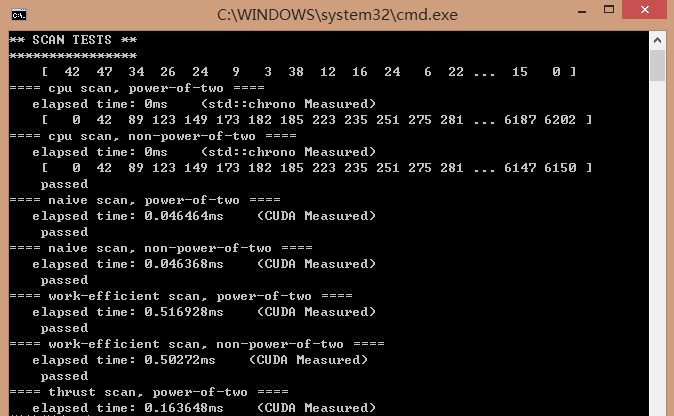 C:\WINDOWS\system32\cmd.exe
** SCAN TESTS **
****************
[ 42 47 34 26 24 9 3 38 12 16 24 6 22 ... 15 0 ]
==== cpu scan, power-of-two ====
elapsed time: 0ms (std::chrono Measured)
[ 0 42 89 123 149 173 182 185 223 235 251 275 281 ... 6187 6202 ]
==== cpu scan, non-power-of-two ====
elapsed time: 0ms (std::chrono Measured)
[ 0 42 89 123 149 173 182 185 223 235 251 275 281 ... 6147 6150 ]
passed
==== naive scan, power-of-two ====
elapsed time: 0.046464ms (CUDA Measured)
passed
==== naive scan, non-power-of-two ====
elapsed time: 0.046368ms (CUDA Measured)
passed
==== work-efficient scan, power-of-two ====
elapsed time: 0.516928ms (CUDA Measured)
passed
==== work-efficient scan, non-power-of-two ====
elapsed time: 0.50272ms (CUDA Measured)
passed
==== thrust scan, power-of-two ====
elapsed time: 0.163648ms (CUDA Measured)